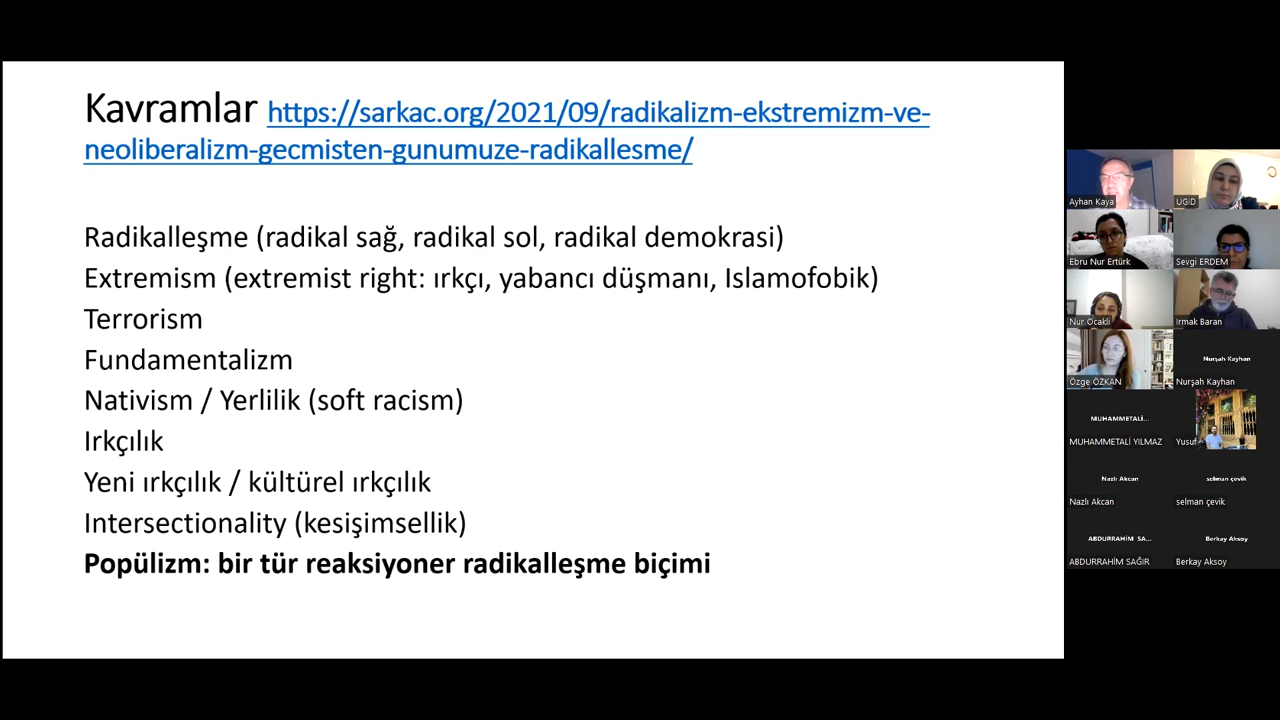 Kavramlar https://sarkac.org/2021/09/radikalizm-ekstremizm-ve-
neoliberalizm-gecmisten-gunumuze-radikallesme/
Radikalleşme (radikal sağ, radikal sol, radikal demokrasi)
Extremism (extremist right: ırkçı, yabancı düşmanı, Islamofobik)
Terrorism
Fundamentalizm
Nativism / Yerlilik (soft racism)
Irkçılık
Yeni ırkçılık / kültürel ırkçılık
Intersectionality (kesişimsellik)
Popülizm: bir tür reaksiyoner radikalleşme biçimi
Ayhan Kaya
UGİD
Ebru Nur Ertürk
Sevgi ERDEM
Nur Ocakli
Irmak Baran
Özge ÖZKAN
Nurşah Kayhan
Nurşah Kayhan
MUHAMMETALİ...
MUHAMMETALİ YILMAZ
Yusuf
Nazlı Akcan
Nazlı Akcan
selman çevik
selman çevik
ABDURRAHİM SA...
ABDURRAHİM SAĞIR
Berkay Aksoy
Berkay Aksoy